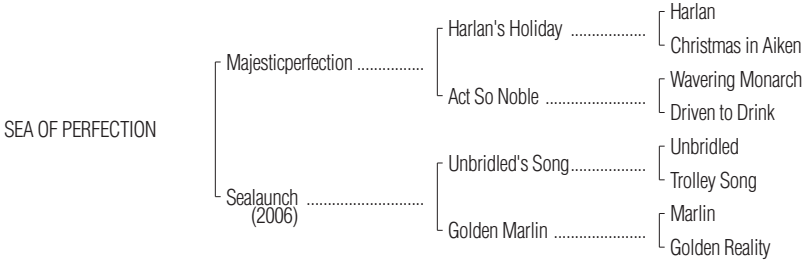 Harlan
Harlan's Holiday ....................
Christmas in Aiken
Majesticperfection ................
Wavering Monarch
Act So Noble ..........................
Driven to Drink
SEA OF PERFECTION
Unbridled
Unbridled's Song....................
Trolley Song
Sealaunch ..............................
(2006)
Marlin
Golden Marlin ........................
Golden Reality